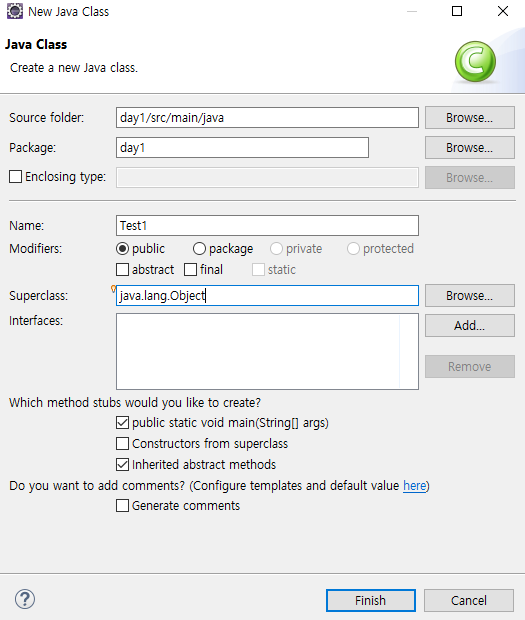 New Java Class
Java Class
Create a new Java class.
Source folder: day1/src/main/java Browse...
Package: day1 Browse...
Enclosing type: Browse...
Name: Test1
Modifiers: public package private protected
abstract final static
Superclass: java.lang.Object Browse...
Interfaces: Add...
Remove
Which method stubs would you like to create?
public static void main(String[] args)
Constructors from superclass
Inherited abstract methods
Do you want to add comments? (Configure templates and default value here)
Generate comments
? Finish Cancel